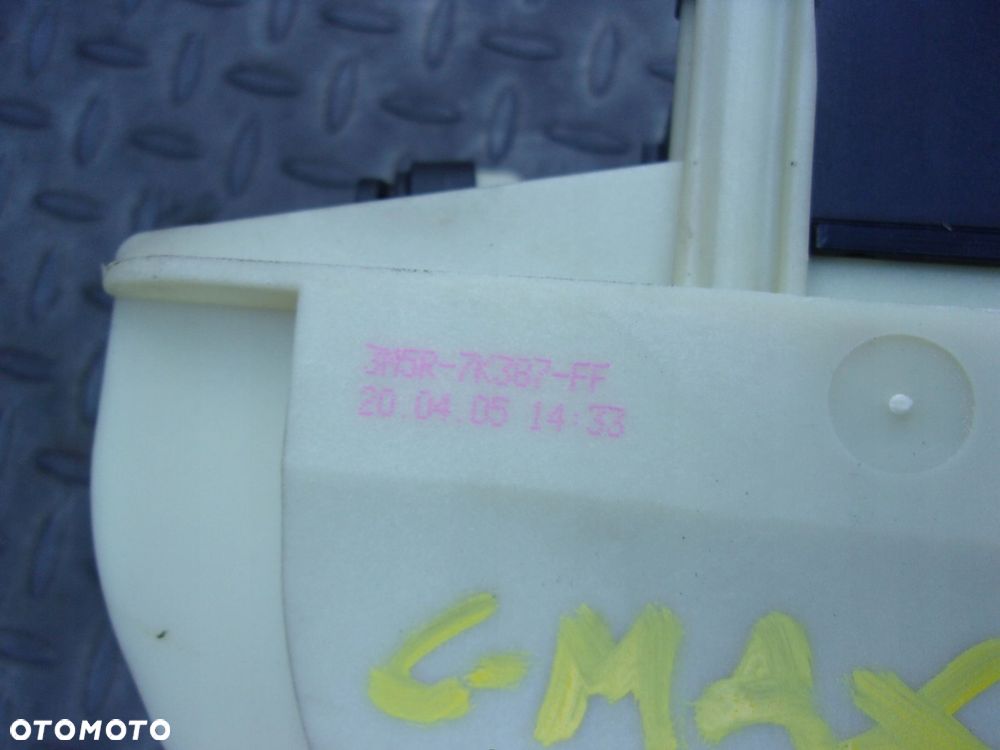 3M5R-7K387-FF
20.04.05 14:33
C-MAX
OTOMOTO